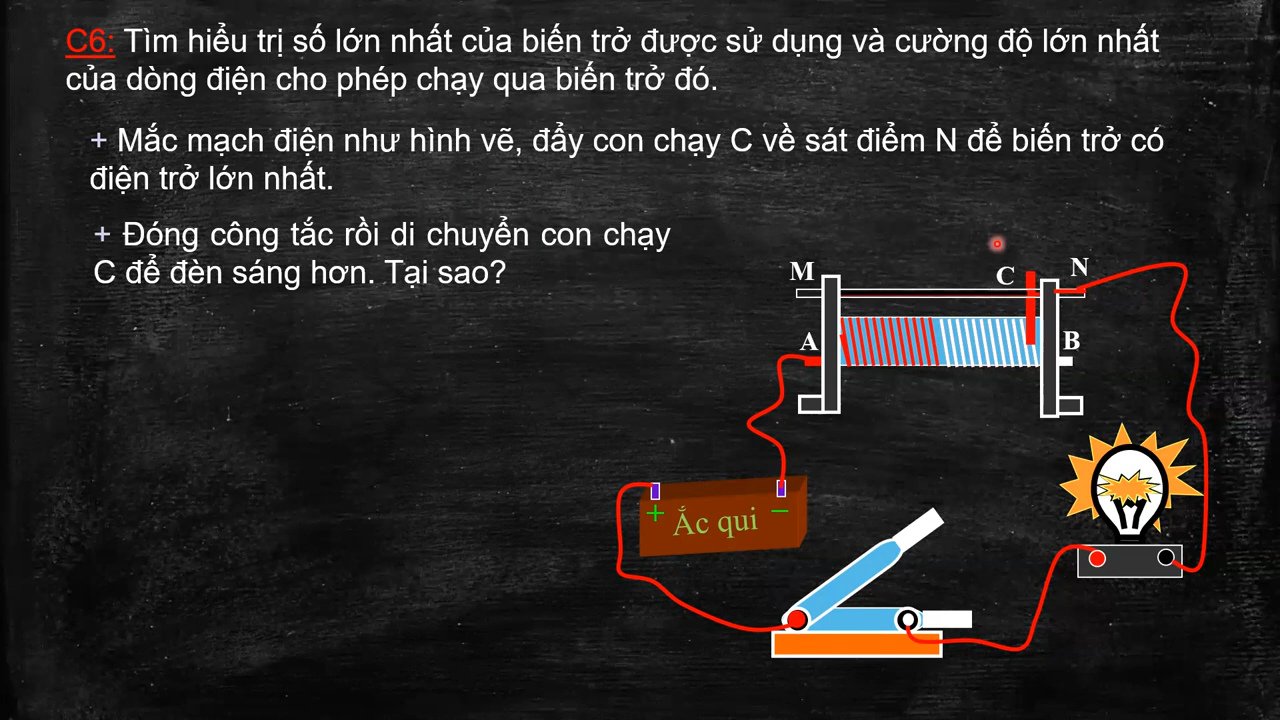 C6: Tìm hiểu trị số lớn nhất của biến trở được sử dụng và cường độ lớn nhất
của dòng điện cho phép chạy qua biến trở đó.
+ Mắc mạch điện như hình vẽ, đẩy con chạy C về sát điểm N để biến trở có
điện trở lớn nhất.
+ Đóng công tắc rồi di chuyển con chạy
C để đèn sáng hơn. Tại sao?
M
C
N
A
B
+ Ắc qui −